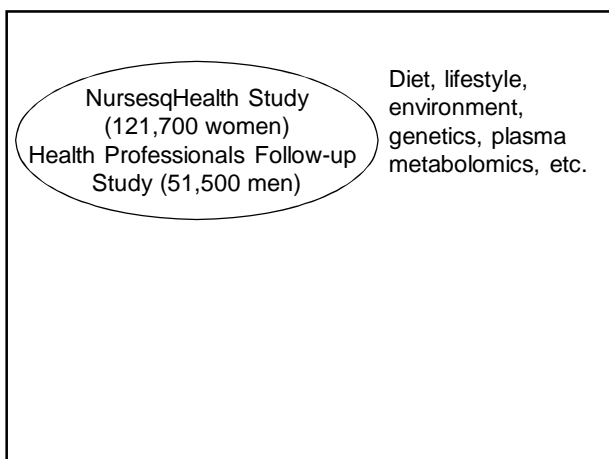 NursesqHealth Study
(121,700 women)
Health Professionals Follow-up
Study (51,500 men)
Diet, lifestyle,
environment,
genetics, plasma
metabolomics, etc.